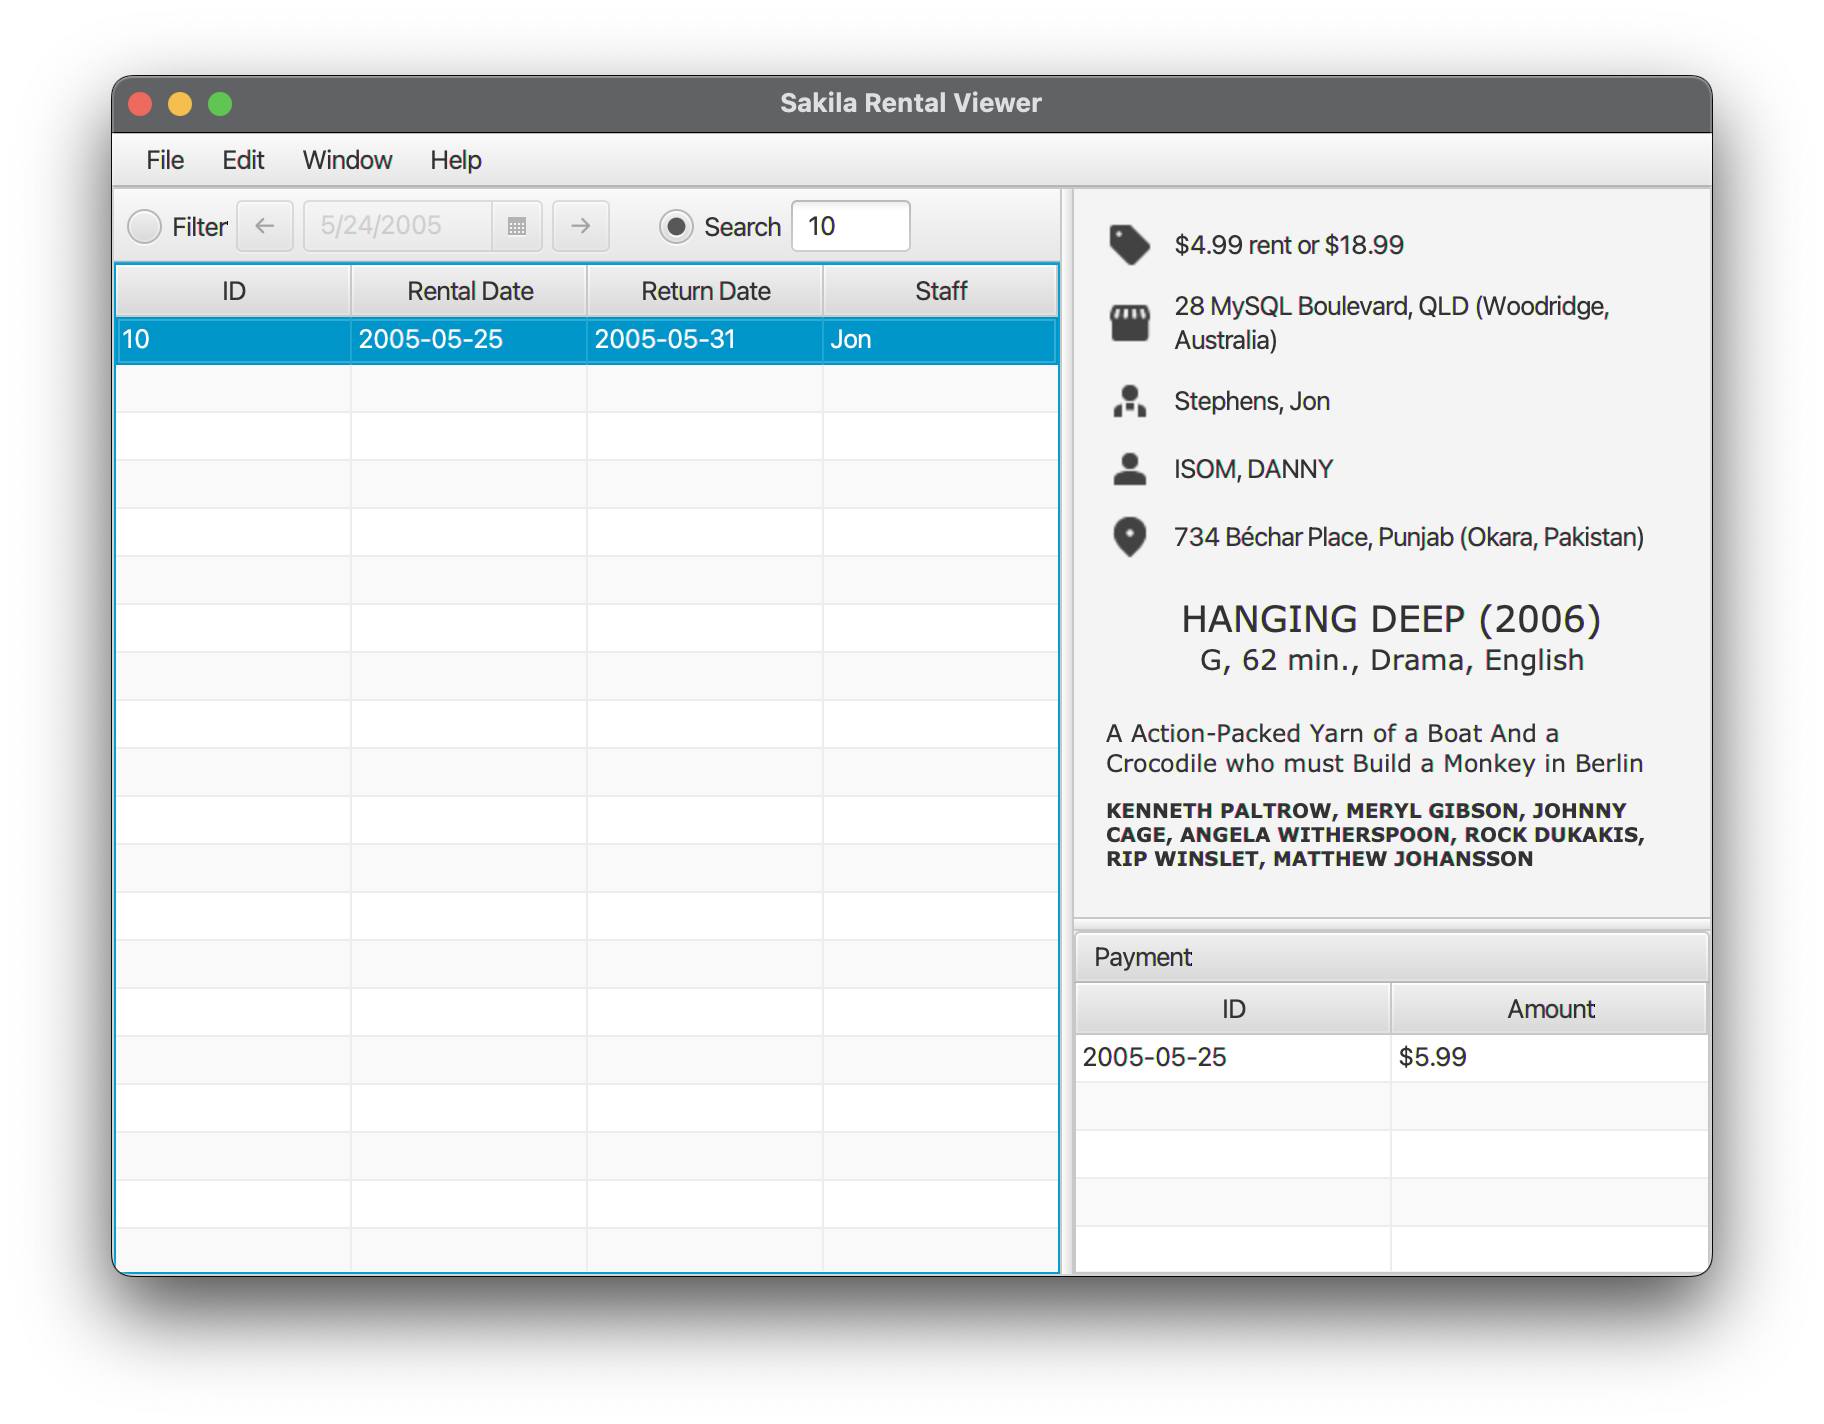 Sakila Rental Viewer
File Edit Window Help
Filter 5/24/2005 Search 10
ID Rental Date Return Date Staff
10 2005-05-25 2005-05-31 Jon
$4.99 rent or $18.99
28 MySQL Boulevard, QLD (Woodridge,
Australia)
Stephens, Jon
ISOM, DANNY
734 Béchar Place, Punjab (Okara, Pakistan)
HANGING DEEP (2006)
G, 62 min., Drama, English
A Action-Packed Yarn of a Boat And a
Crocodile who must Build a Monkey in Berlin
KENNETH PALTROW, MERYL GIBSON, JOHNNY
CAGE, ANGELA WITHERSPOON, ROCK DUKAKIS,
RIP WINSLET, MATTHEW JOHANSSON
Payment
ID Amount
2005-05-25 $5.99